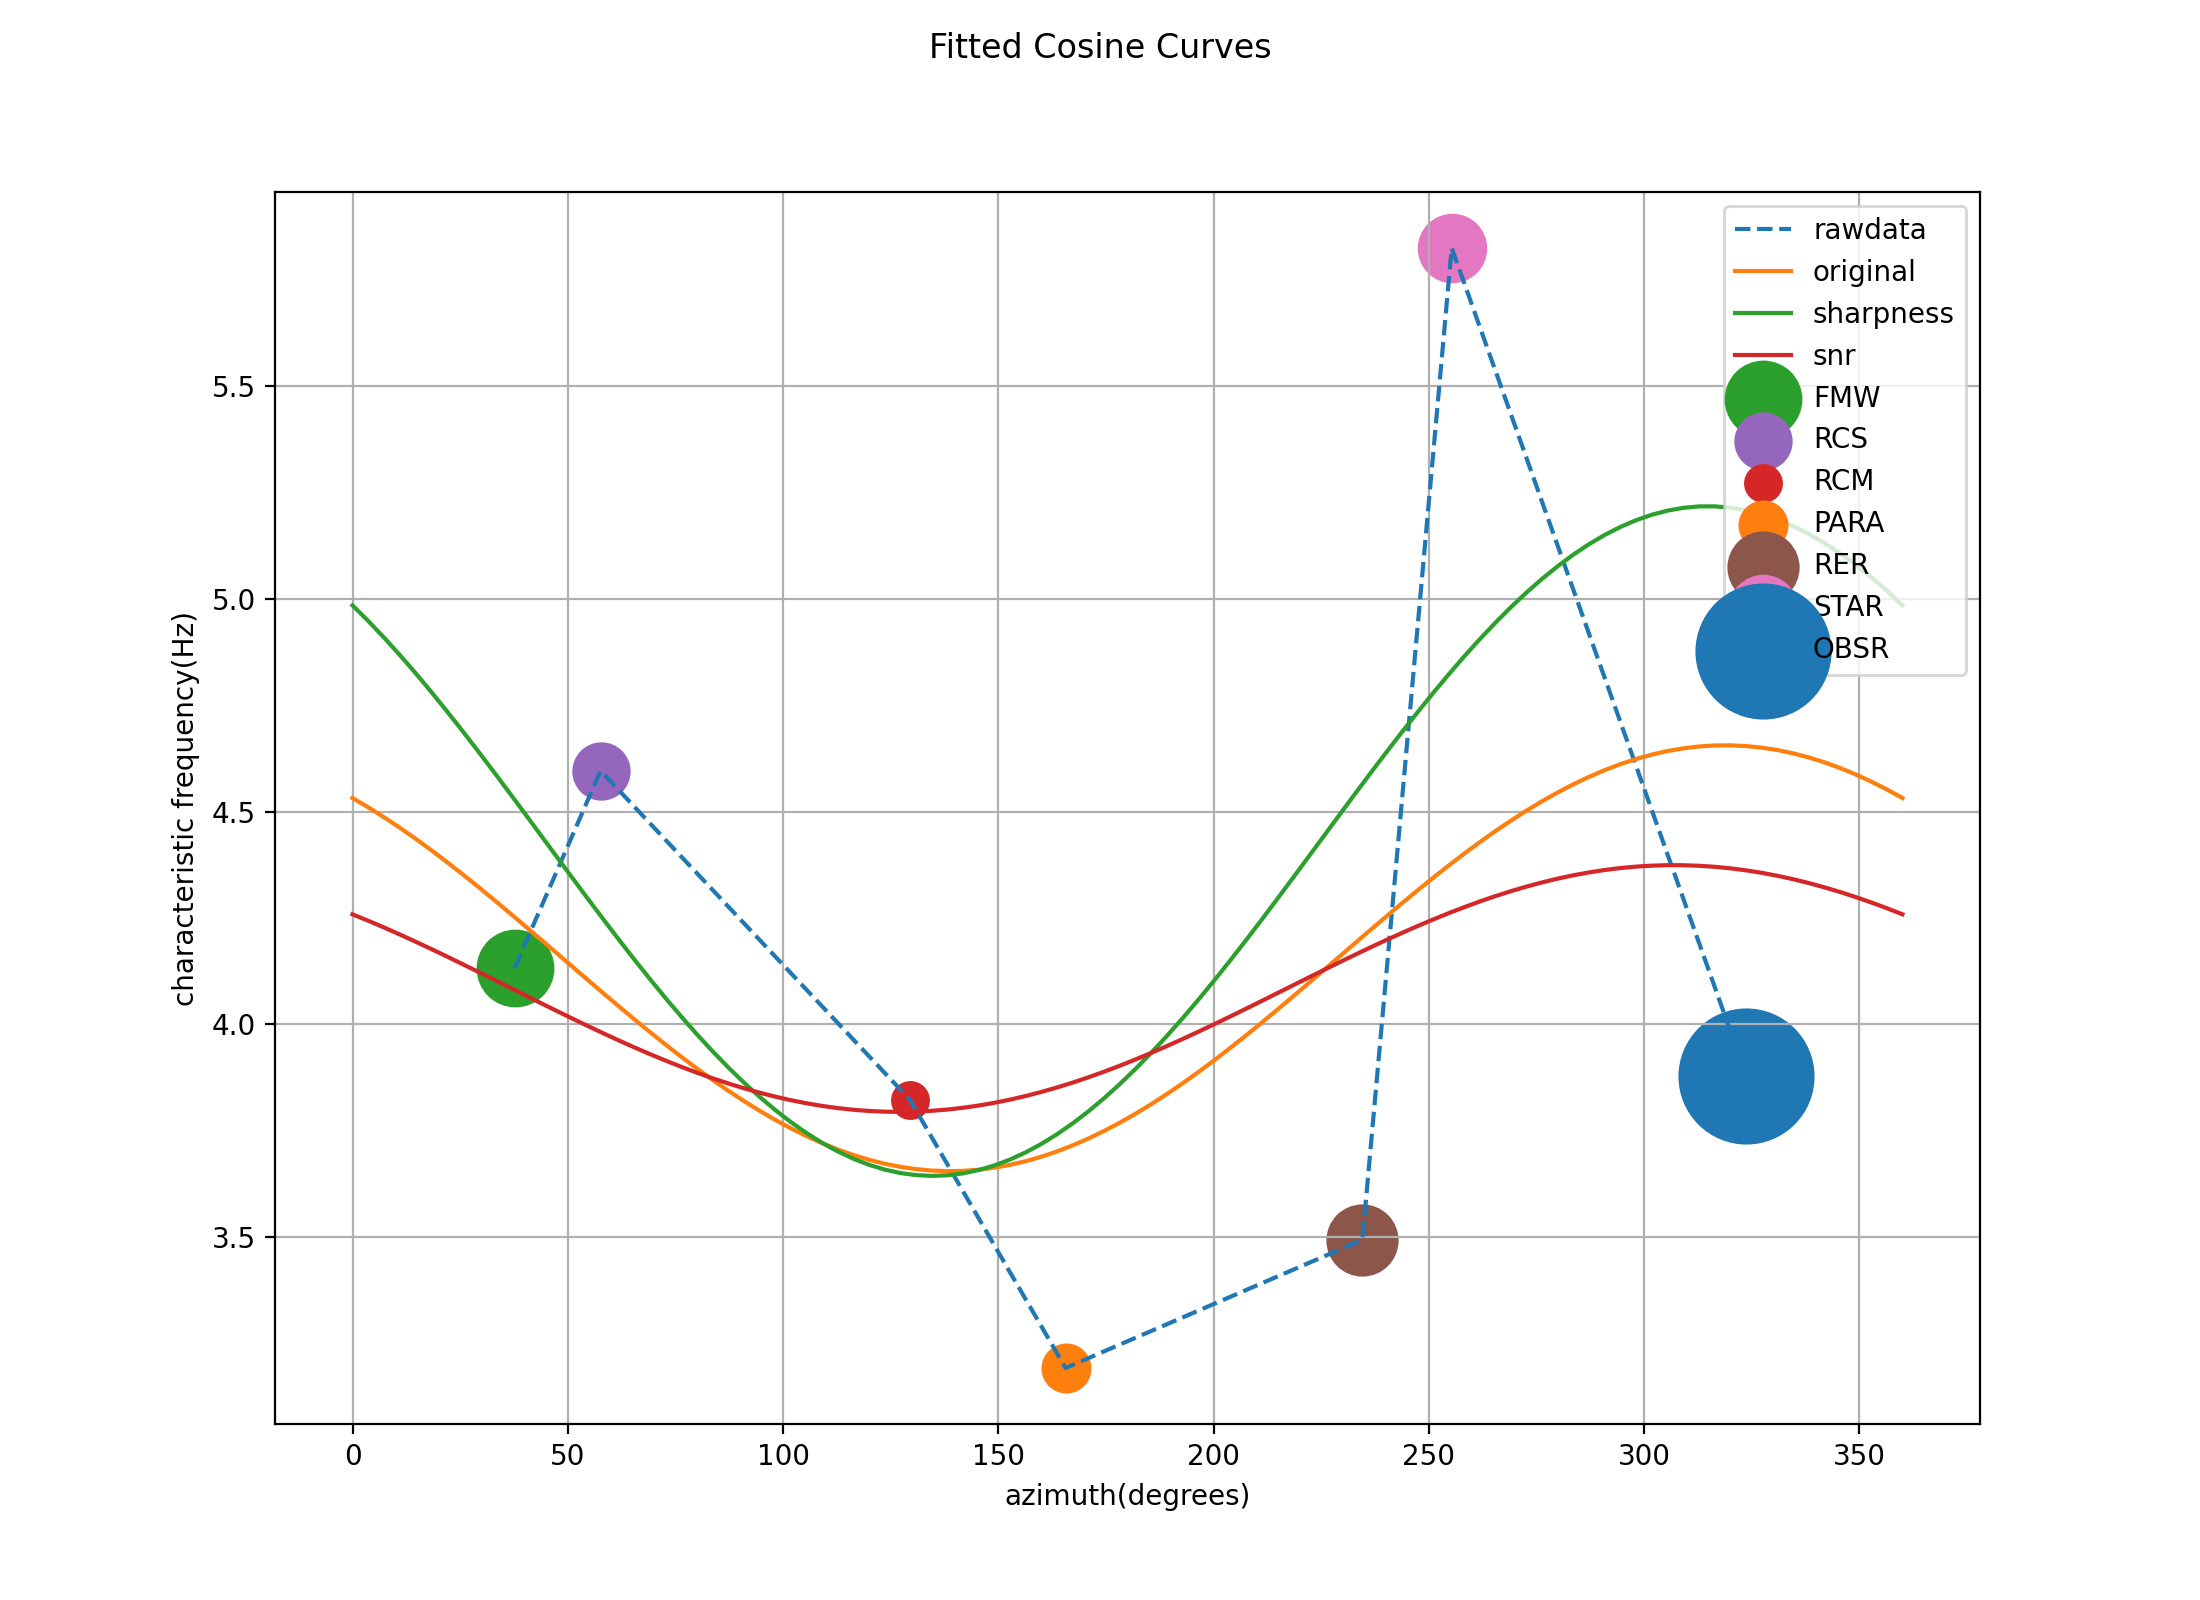 Fitted Cosine Curves
rawdata
original
sharpness
snr
FMW
RCS
RCM
PARA
RER
STAR
OBSR
characteristic frequency(Hz)
5.5
5.0
4.5
4.0
3.5
0 50 100 150 200 250 300 350
azimuth(degrees)